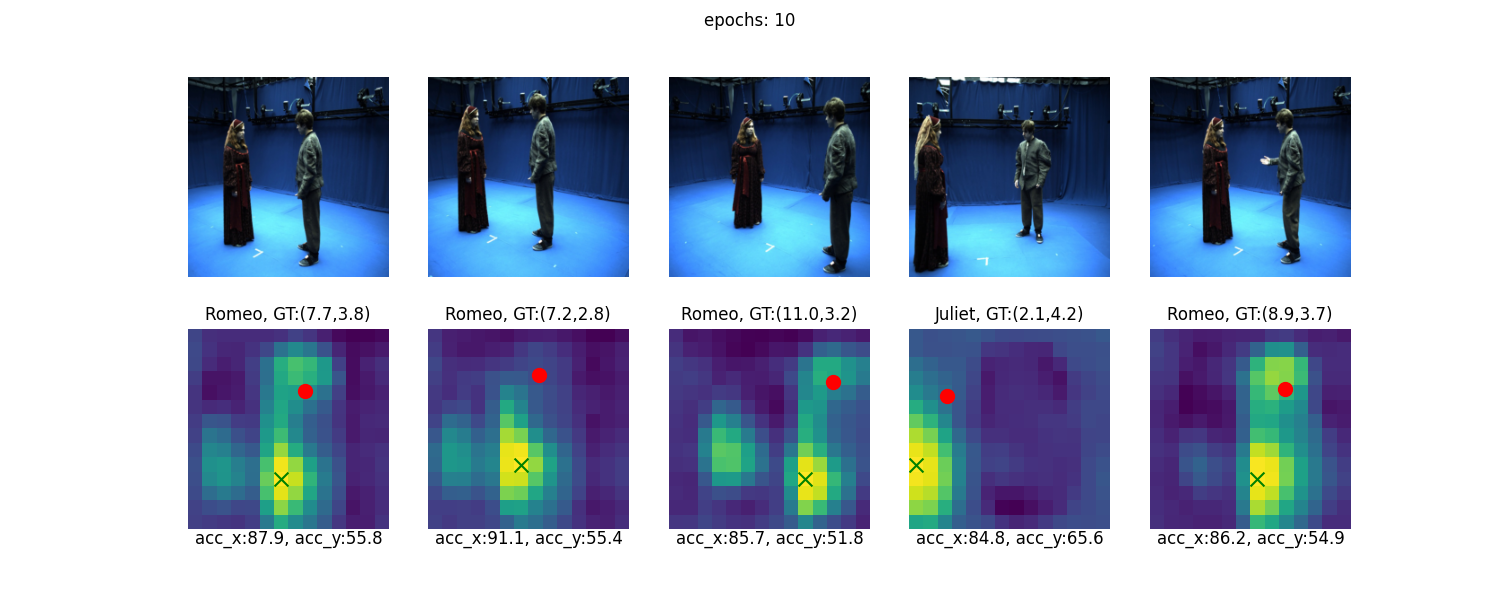 epochs: 10
Romeo, GT:(7.7,3.8)
Romeo, GT:(7.2,2.8)
Romeo, GT:(11.0,3.2)
Juliet, GT:(2.1,4.2)
Romeo, GT:(8.9,3.7)
acc_x:87.9, acc_y:55.8
acc_x:91.1, acc_y:55.4
acc_x:85.7, acc_y:51.8
acc_x:84.8, acc_y:65.6
acc_x:86.2, acc_y:54.9